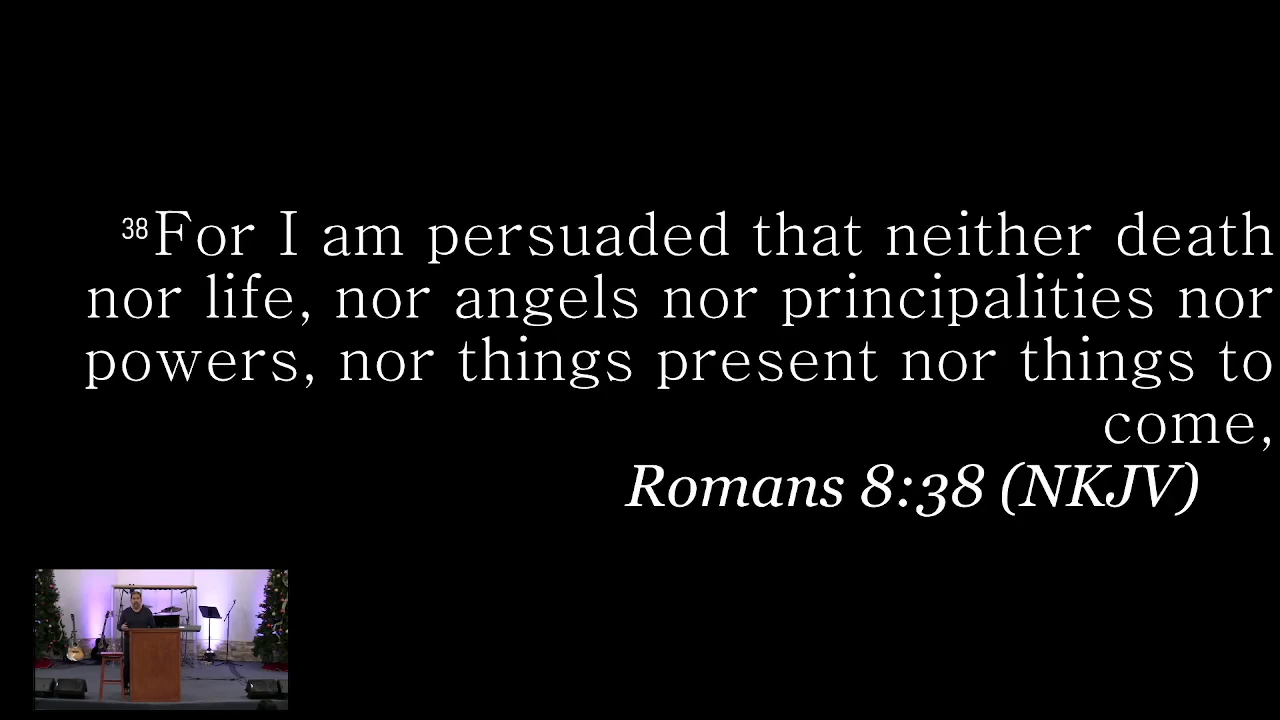 38For I am persuaded that neither death
nor life, nor angels nor principalities nor
powers, nor things present nor things to
come,
Romans 8:38 (NKJV)